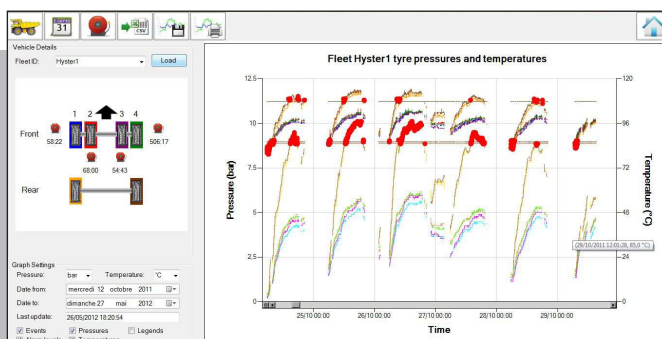 31
CSV
Vehicle Details
Fleet ID: Hyster1 Load
1 2 3 4
Front
58:22 506:17
68:00 54:43
Rear
Graph Settings
Pressure: bar Temperature: °C
Date from: mercredi 12 octobre 2011
Date to: dimanche 27 mai 2012
Last update: 26/05/2012 18:20:54
Events Pressures Legends
Alarm levels Temperatures
Fleet Hyster1 tyre pressures and temperatures
Pressure (bar)
12.5
10
7.5
5
2.5
0
120
96
72
48
24
0
Temperature (°C)
(29/10/2011 12:01:28, 85,0 °C)
25/10 00:00 26/10 00:00 27/10 00:00 28/10 00:00 29/10 00:00
Time